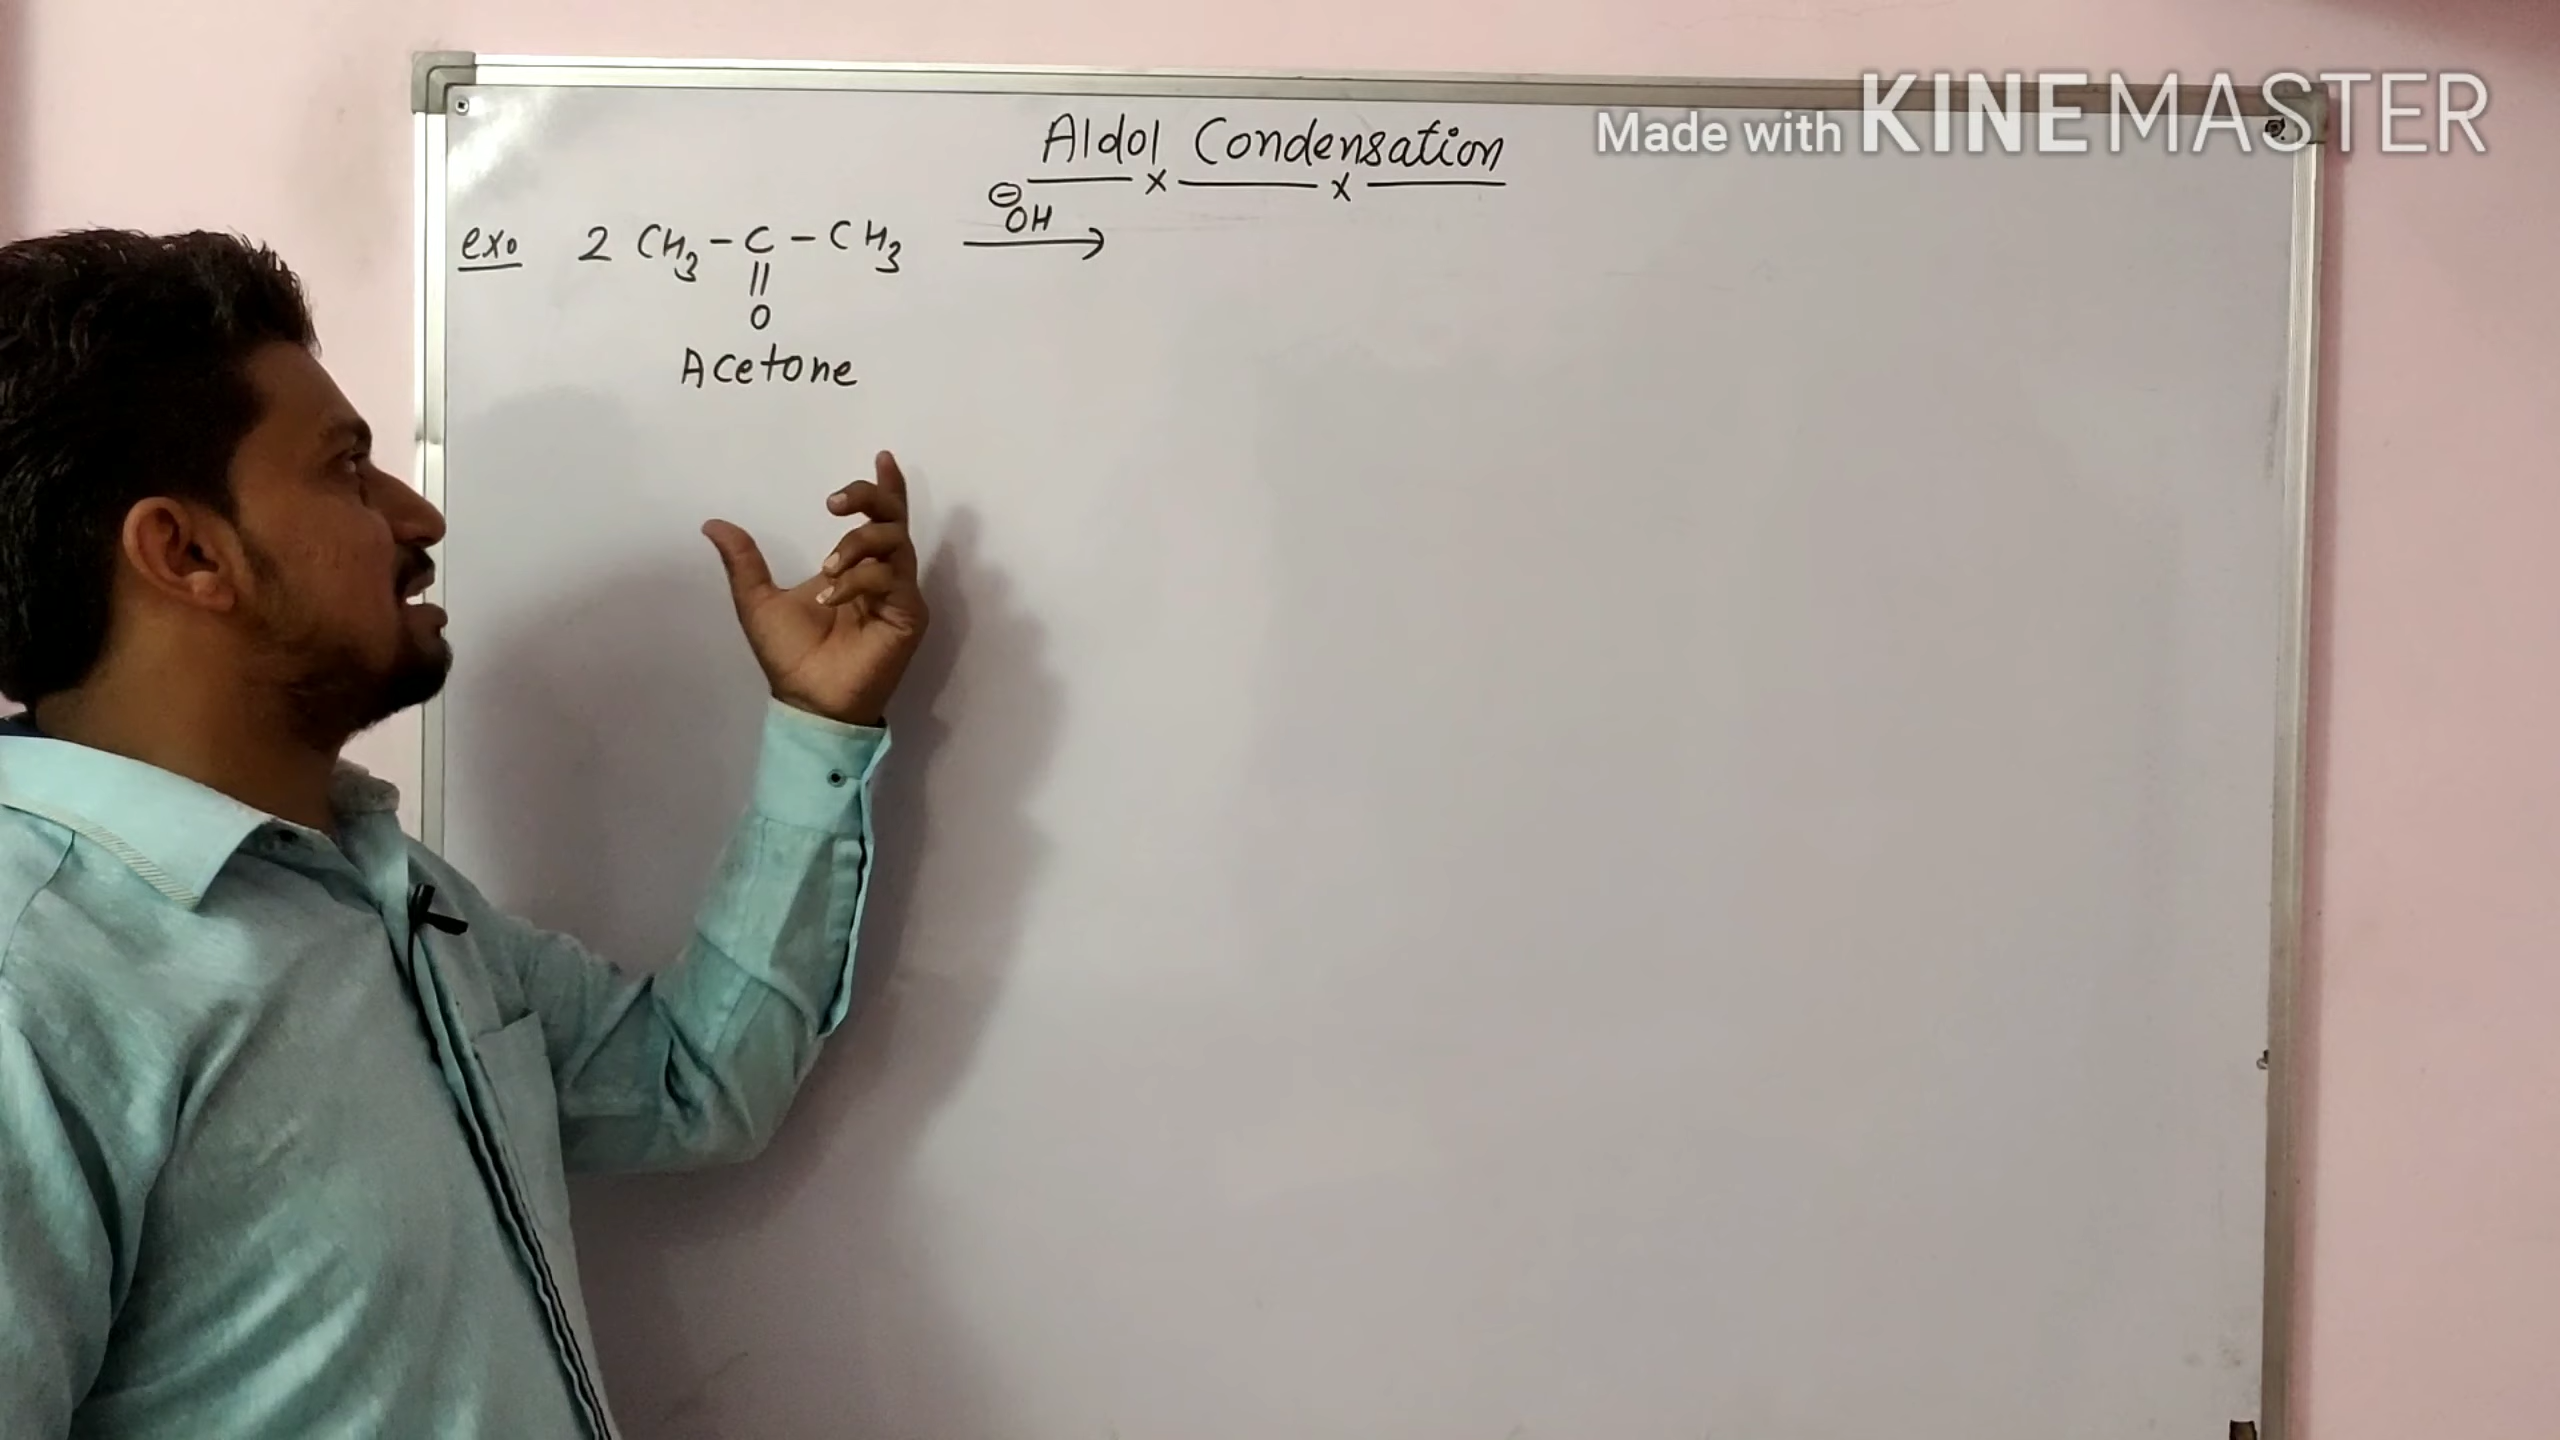 Aldol Condensation
Made with KINEMASTER
⊖OH
exo 2 CH3 - C - CH3 →
||
O
Acetone